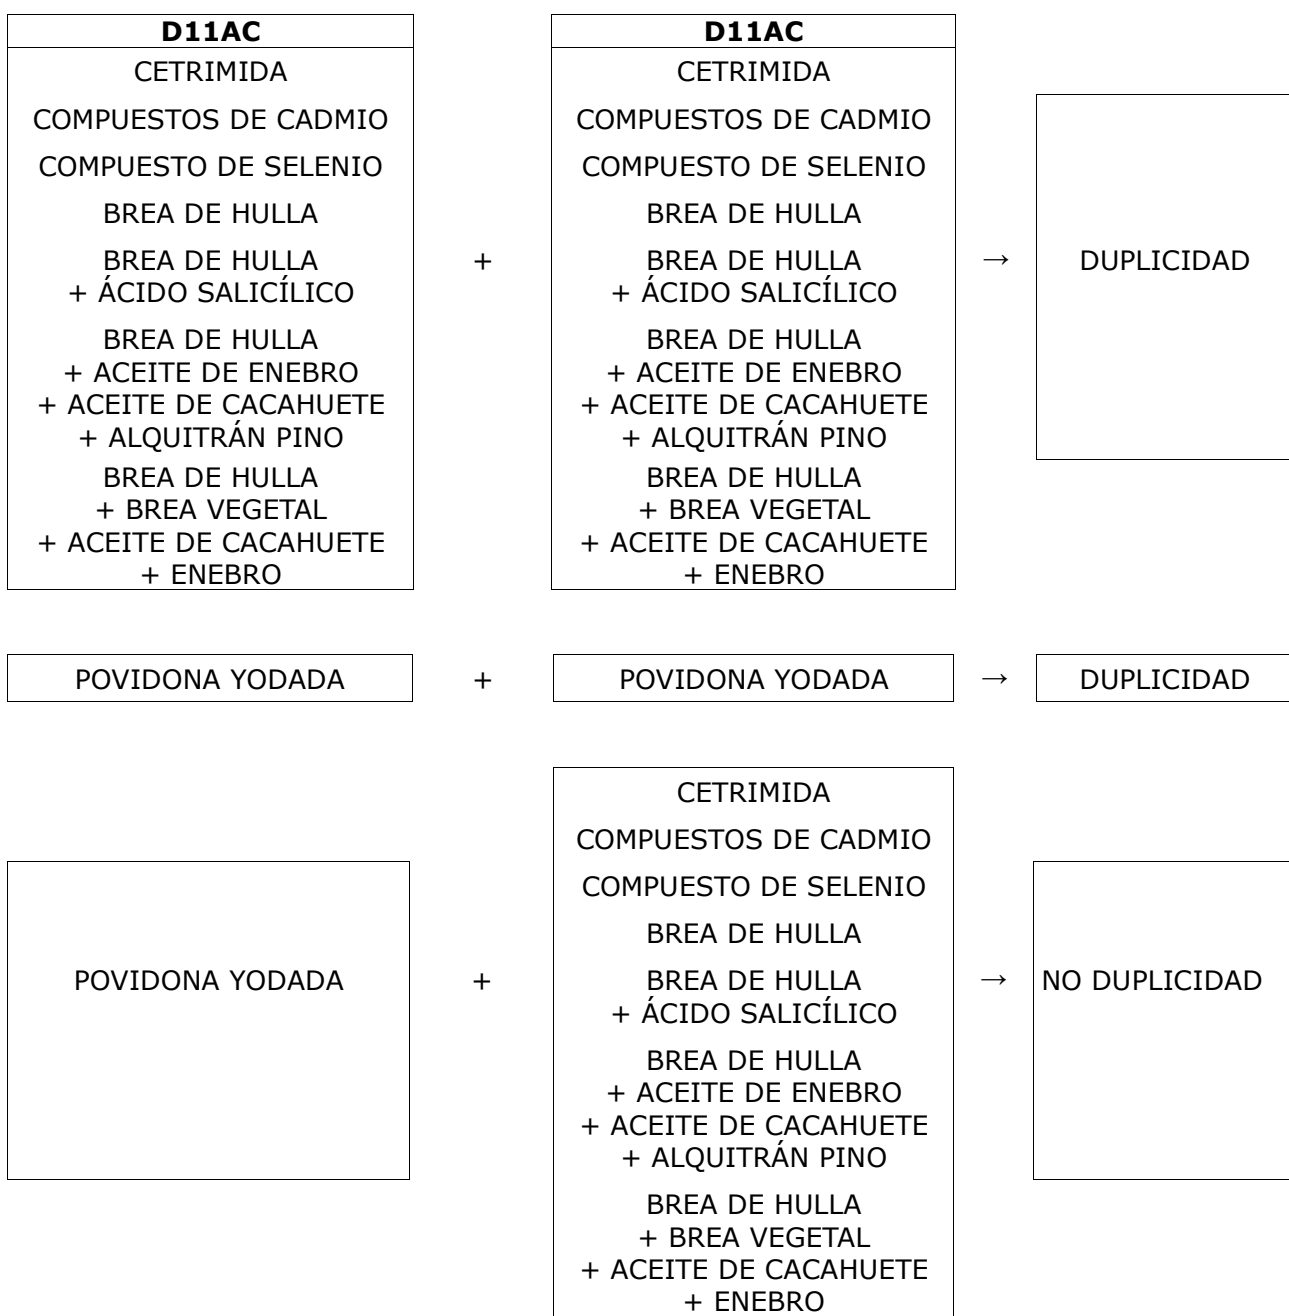 D11AC
CETRIMIDA
COMPUESTOS DE CADMIO
COMPUESTO DE SELENIO
BREA DE HULLA
BREA DE HULLA
+ ÁCIDO SALICÍLICO
BREA DE HULLA
+ ACEITE DE ENEBRO
+ ACEITE DE CACAHUETE
+ ALQUITRÁN PINO
BREA DE HULLA
+ BREA VEGETAL
+ ACEITE DE CACAHUETE
+ ENEBRO
+
D11AC
CETRIMIDA
COMPUESTOS DE CADMIO
COMPUESTO DE SELENIO
BREA DE HULLA
BREA DE HULLA
+ ÁCIDO SALICÍLICO
BREA DE HULLA
+ ACEITE DE ENEBRO
+ ACEITE DE CACAHUETE
+ ALQUITRÁN PINO
BREA DE HULLA
+ BREA VEGETAL
+ ACEITE DE CACAHUETE
+ ENEBRO
→
DUPLICIDAD
POVIDONA YODADA + POVIDONA YODADA → DUPLICIDAD
POVIDONA YODADA
+
CETRIMIDA
COMPUESTOS DE CADMIO
COMPUESTO DE SELENIO
BREA DE HULLA
BREA DE HULLA
+ ÁCIDO SALICÍLICO
BREA DE HULLA
+ ACEITE DE ENEBRO
+ ACEITE DE CACAHUETE
+ ALQUITRÁN PINO
BREA DE HULLA
+ BREA VEGETAL
+ ACEITE DE CACAHUETE
+ ENEBRO
→
NO DUPLICIDAD